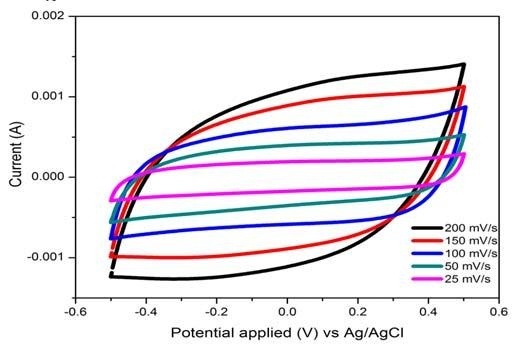 0.002
0.001
0.000
-0.001
Current (A)
-0.6
-0.4
-0.2
0.0
0.2
0.4
0.6
Potential applied (V) vs Ag/AgCl
200 mV/s
150 mV/s
100 mV/s
50 mV/s
25 mV/s